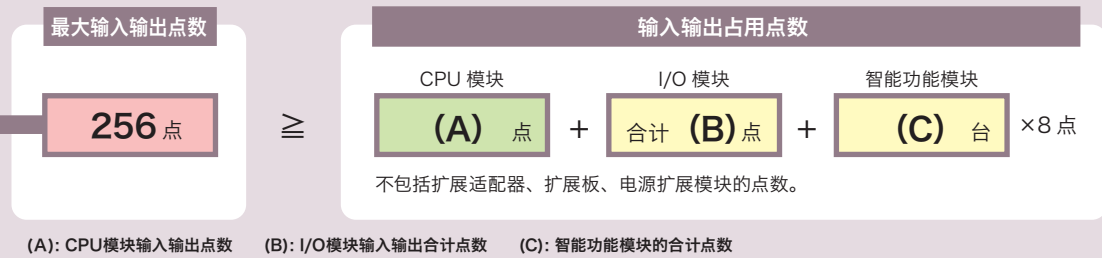 最大输入输出点数
输入输出占用点数
CPU 模块
I/O 模块
智能功能模块
256 点 ≧ (A) 点 + 合计 (B) 点 + (C) 台 ×8 点
不包括扩展适配器、扩展板、电源扩展模块的点数。
(A): CPU模块输入输出点数 (B): I/O模块输入输出合计点数 (C): 智能功能模块的合计点数